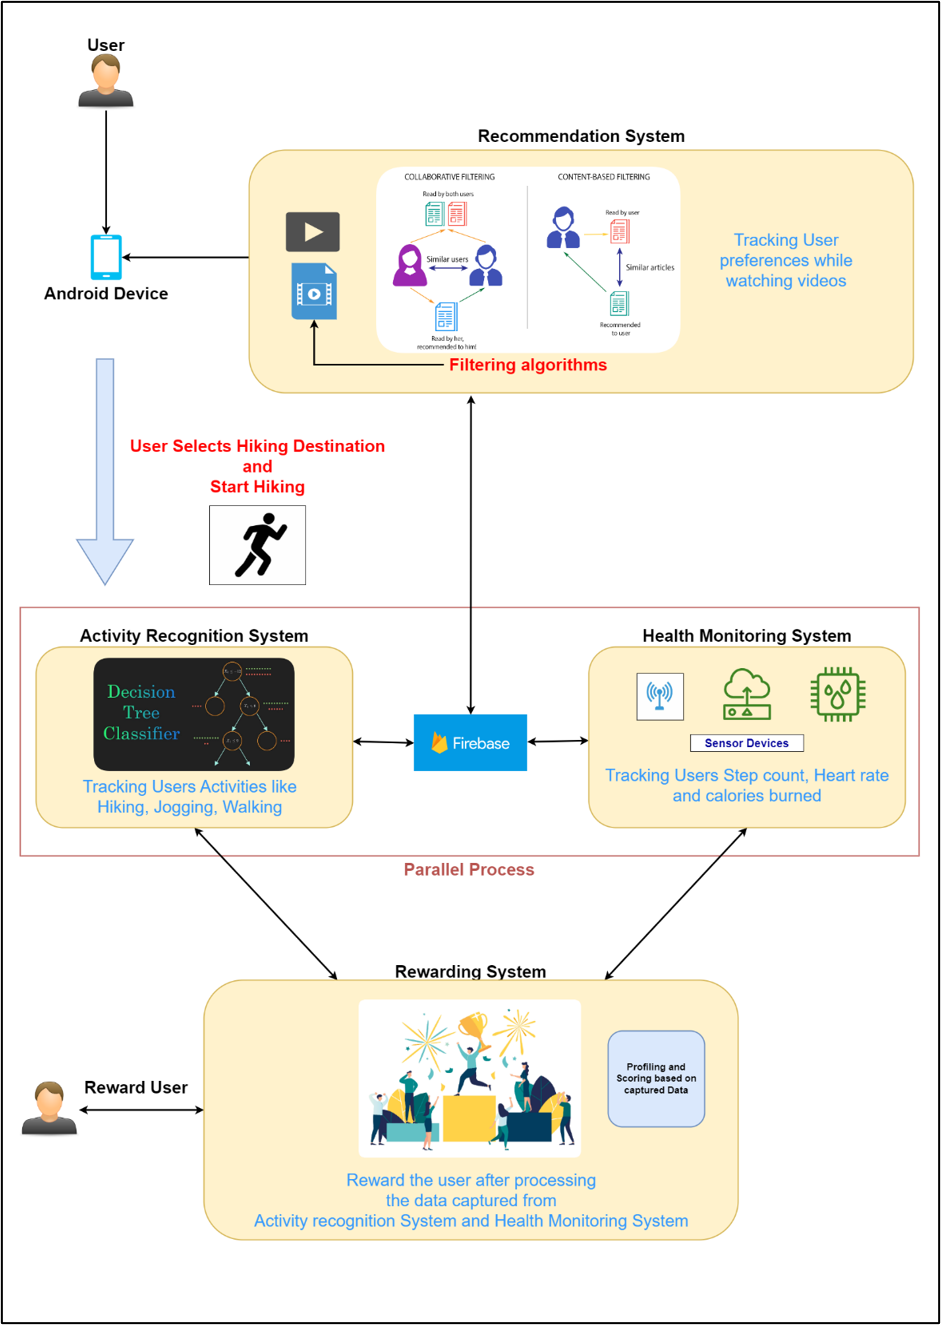 User
Recommendation System
COLLABORATIVE FILTERING
Read by both users
Similar users
Read by her,
recommended to him!
CONTENT-BASED FILTERING
Read by user
Similar articles
Recommended
to user
Tracking User
preferences while
watching videos
Android Device
Filtering algorithms
User Selects Hiking Destination
and
Start Hiking
Activity Recognition System
Decision
Tree
Classifier
Tracking Users Activities like
Hiking, Jogging, Walking
Firebase
Health Monitoring System
Sensor Devices
Tracking Users Step count, Heart rate
and calories burned
Parallel Process
Rewarding System
Profiling and
Scoring based on
captured Data
Reward User
Reward the user after processing
the data captured from
Activity recognition System and Health Monitoring System